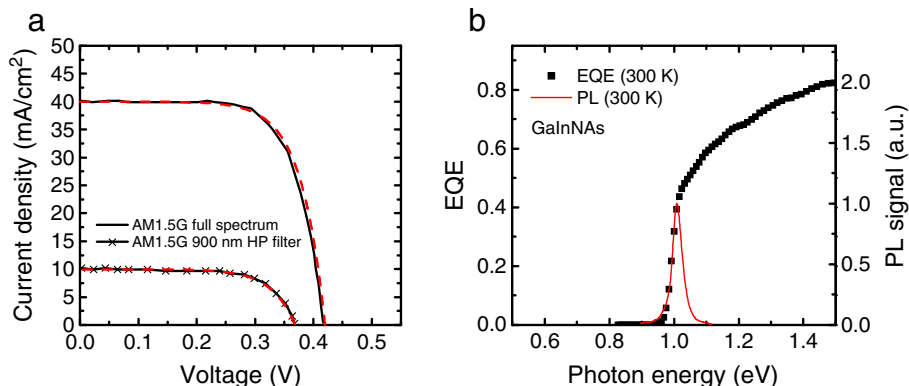 a
50
45
40
35
30
25
20
15
10
5
0
Current density (mA/cm²)
AM1.5G full spectrum
AM1.5G 900 nm HP filter
0.0 0.1 0.2 0.3 0.4 0.5
Voltage (V)
b
0.8
0.6
0.4
0.2
0.0
EQE
EQE (300 K)
PL (300 K)
GaInNAs
2.0
1.5
1.0
0.5
0.0
PL signal (a.u.)
0.6 0.8 1.0 1.2 1.4
Photon energy (eV)